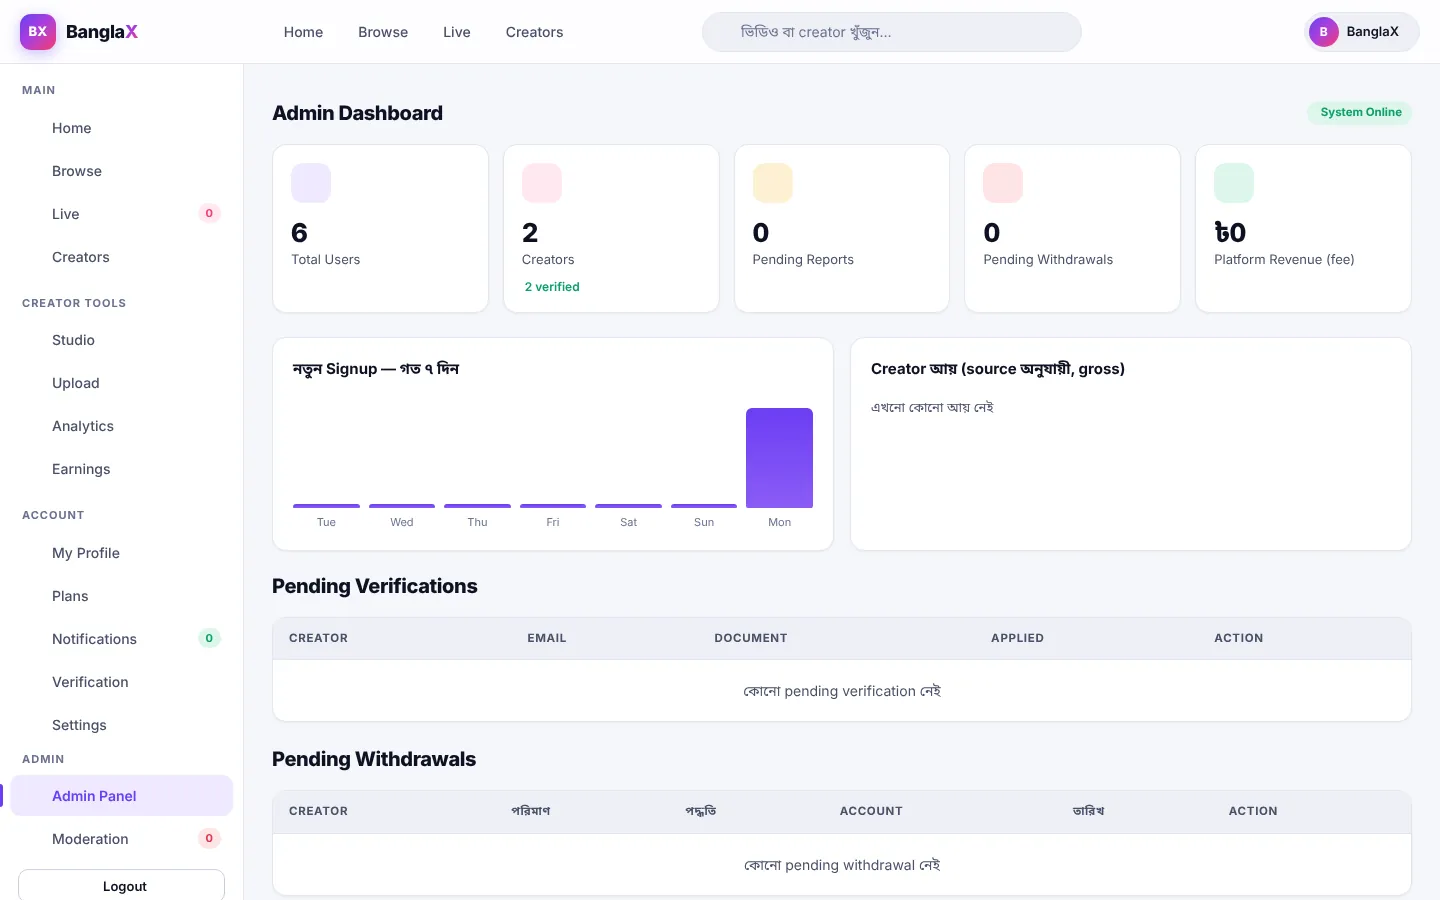 BX BanglaX
Home Browse Live Creators
ভিডিও বা creator খুঁজুন...
B BanglaX
MAIN
Home
Browse
Live 0
Creators
CREATOR TOOLS
Studio
Upload
Analytics
Earnings
ACCOUNT
My Profile
Plans
Notifications 0
Verification
Settings
ADMIN
Admin Panel
Moderation 0
Logout
Admin Dashboard
System Online
6
Total Users
2
Creators
2 verified
0
Pending Reports
0
Pending Withdrawals
৳0
Platform Revenue (fee)
নতুন Signup — গত ৭ দিন
Tue Wed Thu Fri Sat Sun Mon
Creator আয় (source অনুযায়ী, gross)
এখনো কোনো আয় নেই
Pending Verifications
CREATOR EMAIL DOCUMENT APPLIED ACTION
কোনো pending verification নেই
Pending Withdrawals
CREATOR পরিমাণ পদ্ধতি ACCOUNT তারিখ ACTION
কোনো pending withdrawal নেই